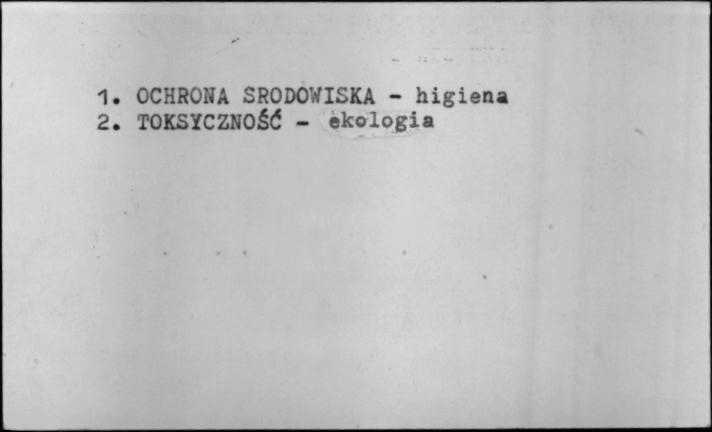 1. OCHRONA SRODOWISKA - higiena
2. TOKSYCZNOŚĆ - ekologia